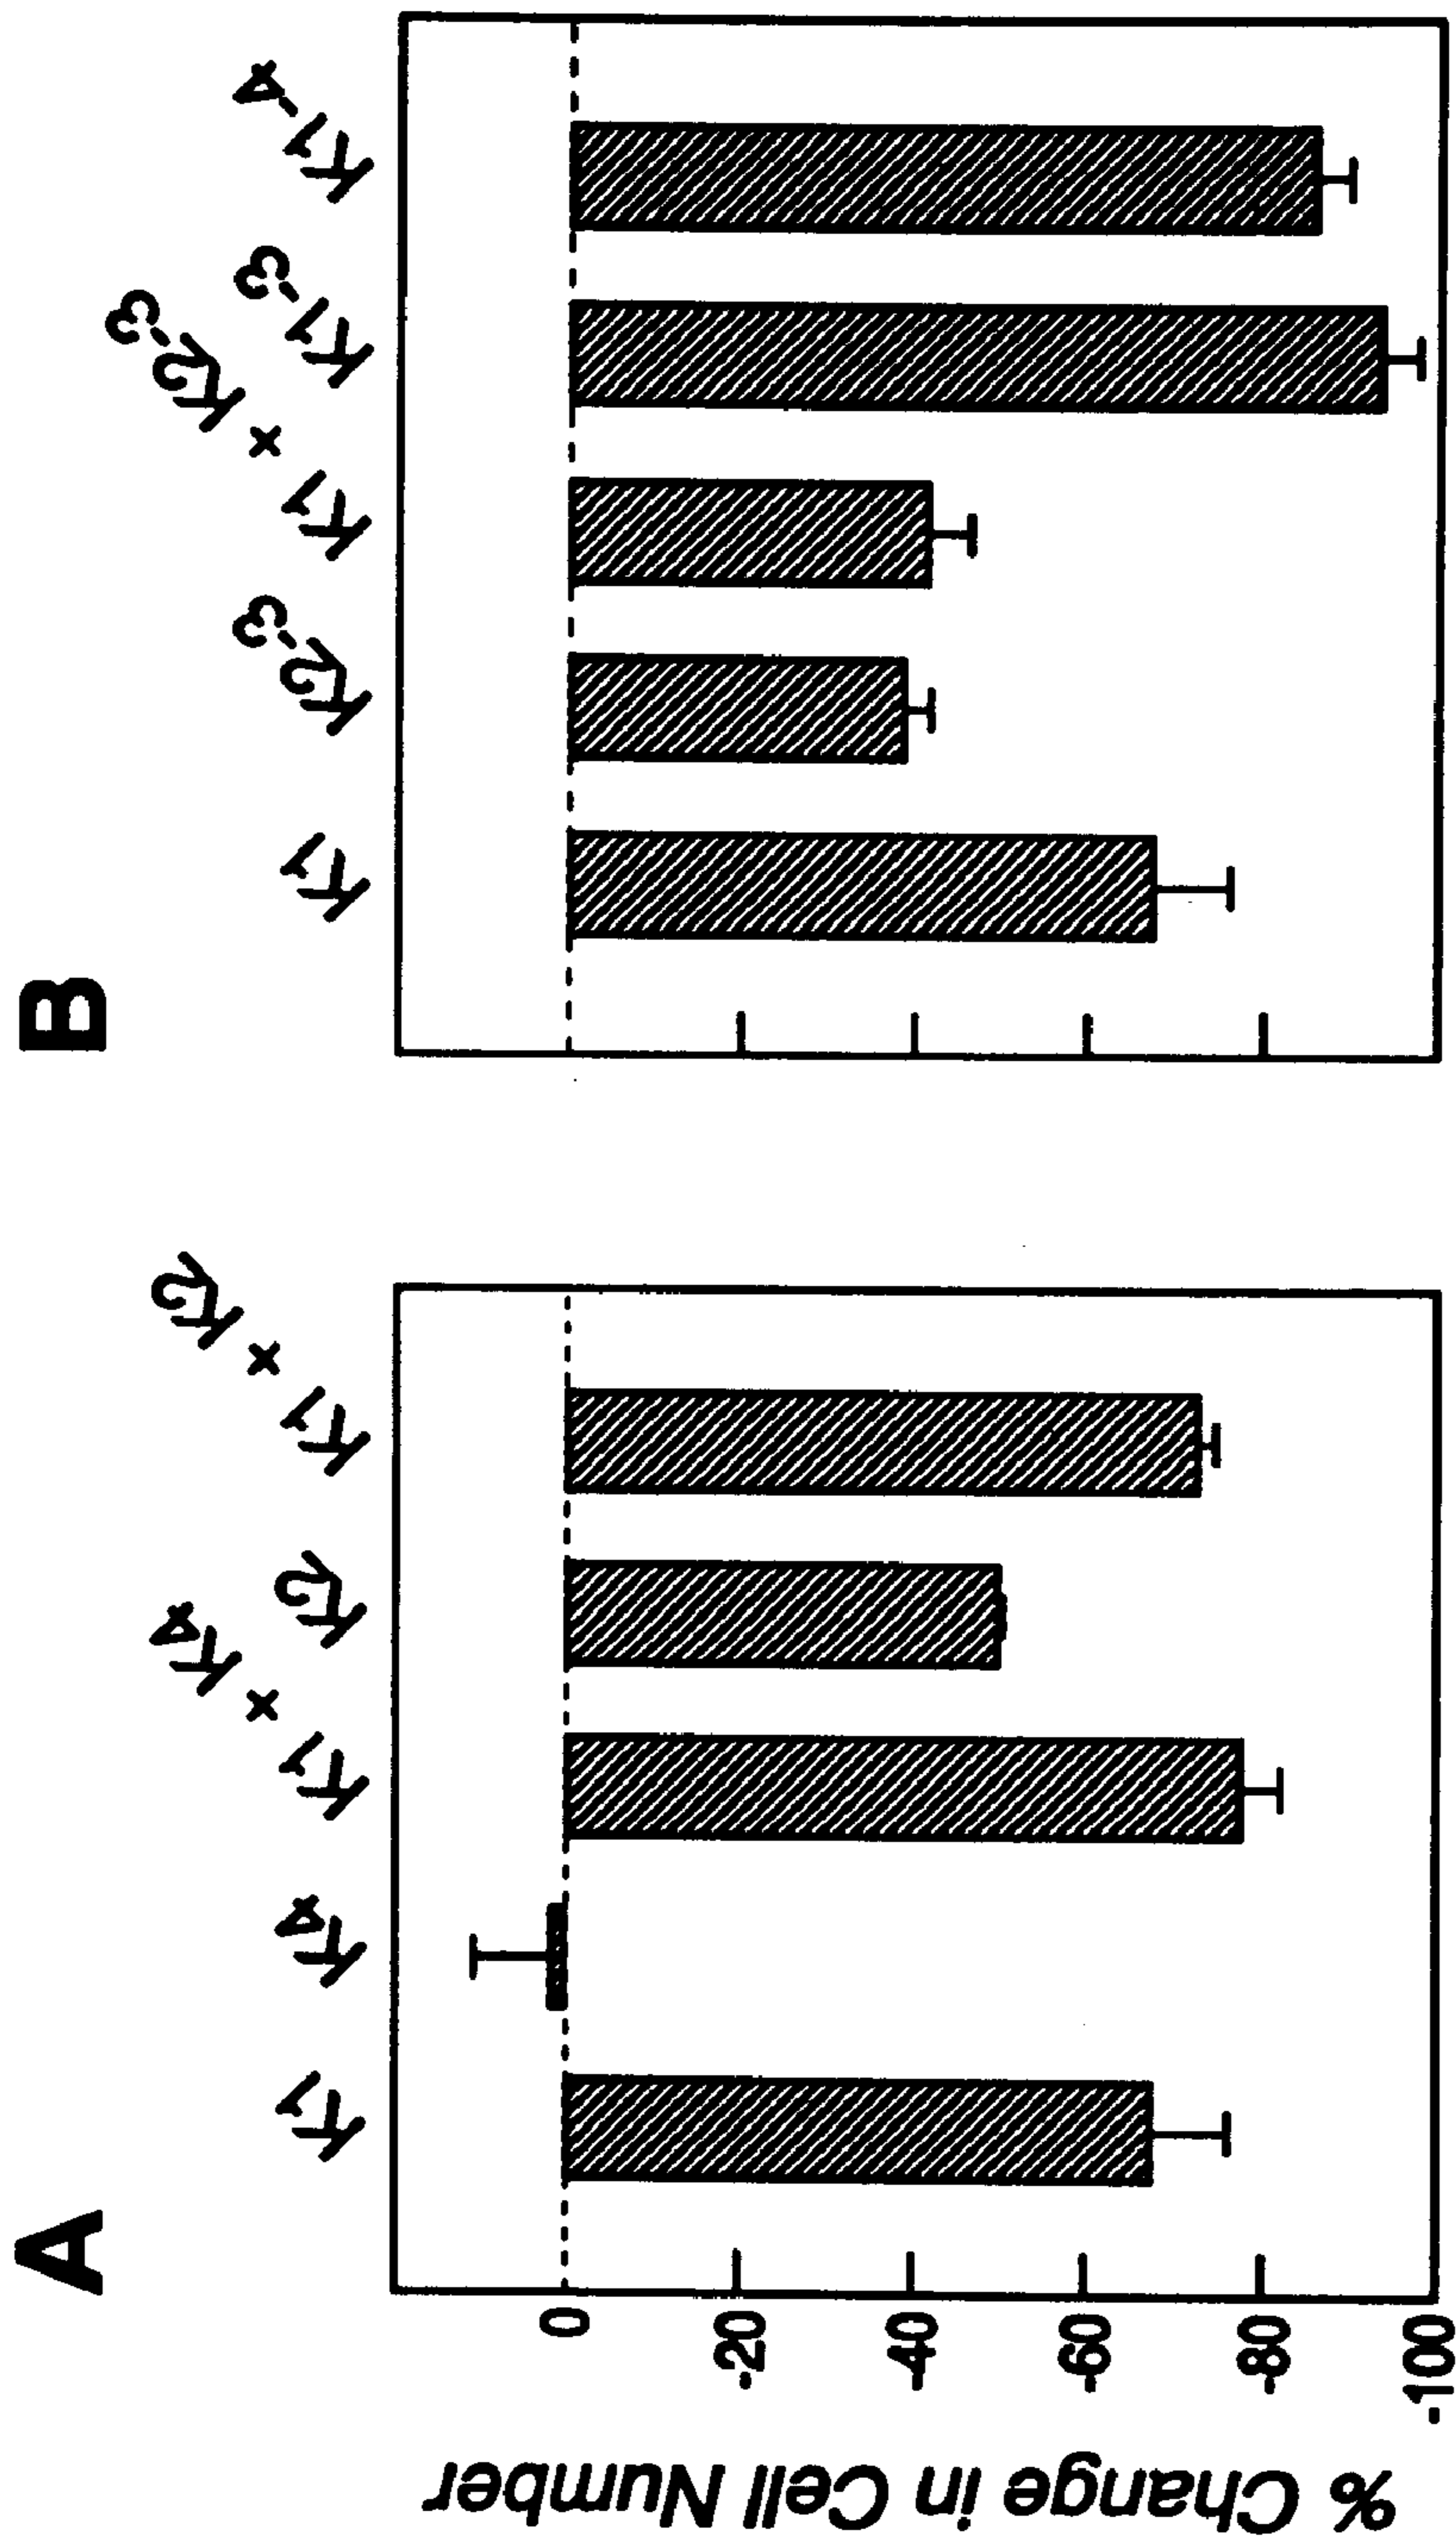 A
K1
K4
K1 + K4
K2
K1 + K2
B
K1
K2-3
K1 + K2-3
K1-3
K1-4
% Change in Cell Number
0
-20
-40
-60
-80
-100